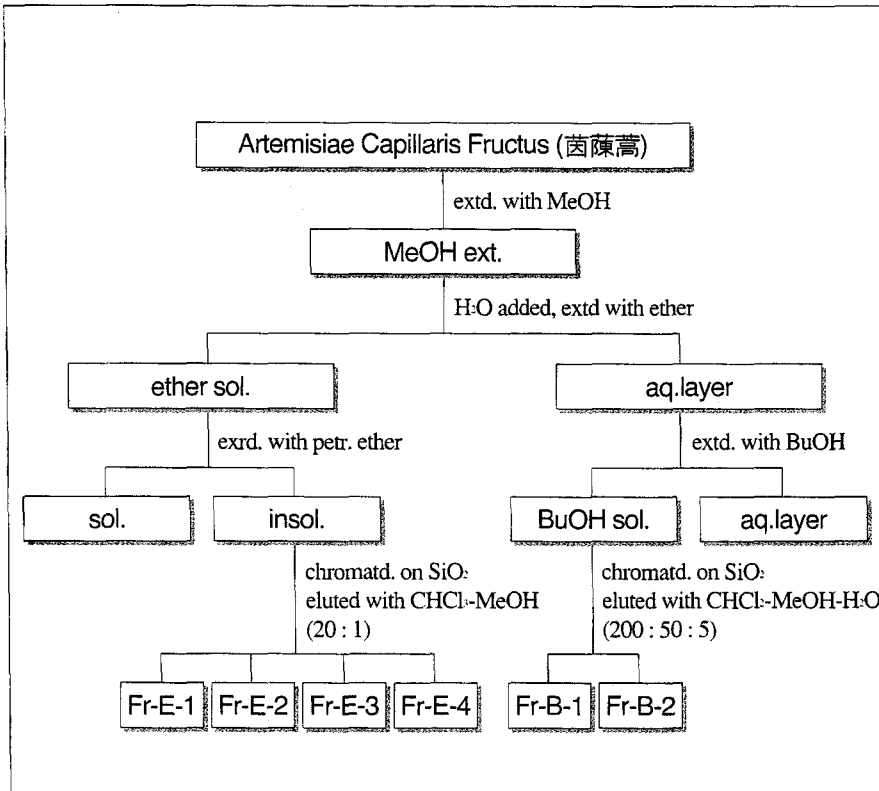 Artemisiae Capillaris Fructus (茵蔯蒿)
extd. with MeOH
MeOH ext.
H₂O added, extd with ether
ether sol.
aq.layer
exrd. with petr. ether
extd. with BuOH
sol.
insol.
BuOH sol.
aq.layer
chromatd. on SiO₂
eluted with CHCl₃-MeOH
(20 : 1)
chromatd. on SiO₂
eluted with CHCl₃-MeOH-H₂O
(200 : 50 : 5)
Fr-E-1
Fr-E-2
Fr-E-3
Fr-E-4
Fr-B-1
Fr-B-2